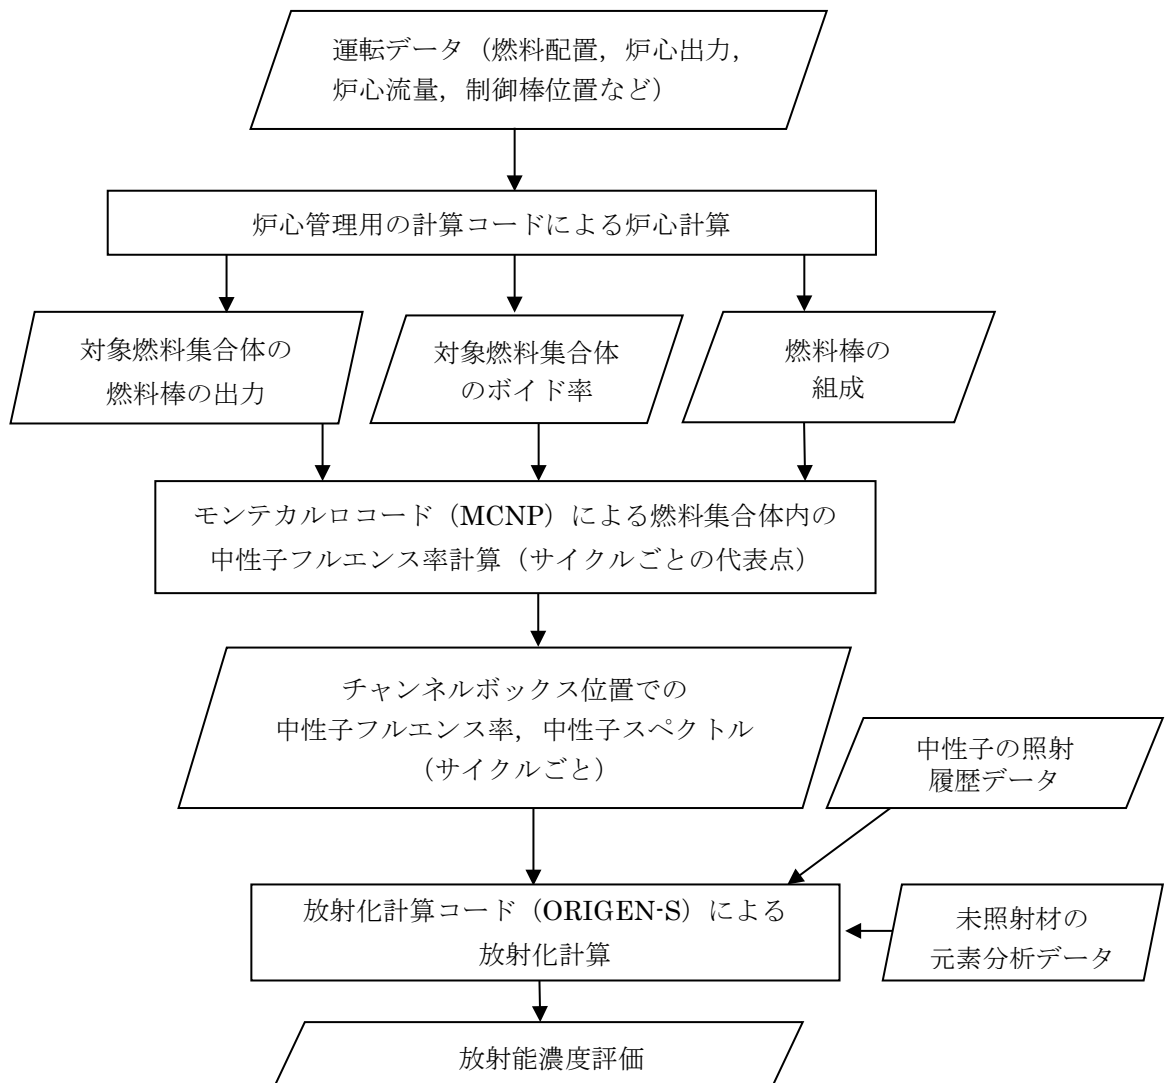 運転データ（燃料配置，炉心出力，
炉心流量，制御棒位置など）
炉心管理用の計算コードによる炉心計算
対象燃料集合体の
燃料棒の出力
対象燃料集合体
のボイド率
燃料棒の
組成
モンテカルロコード（MCNP）による燃料集合体内の
中性子フルエンス率計算（サイクルごとの代表点）
チャンネルボックス位置での
中性子フルエンス率，中性子スペクトル
（サイクルごと）
中性子の照射
履歴データ
放射化計算コード（ORIGEN-S）による
放射化計算
未照射材の
元素分析データ
放射能濃度評価